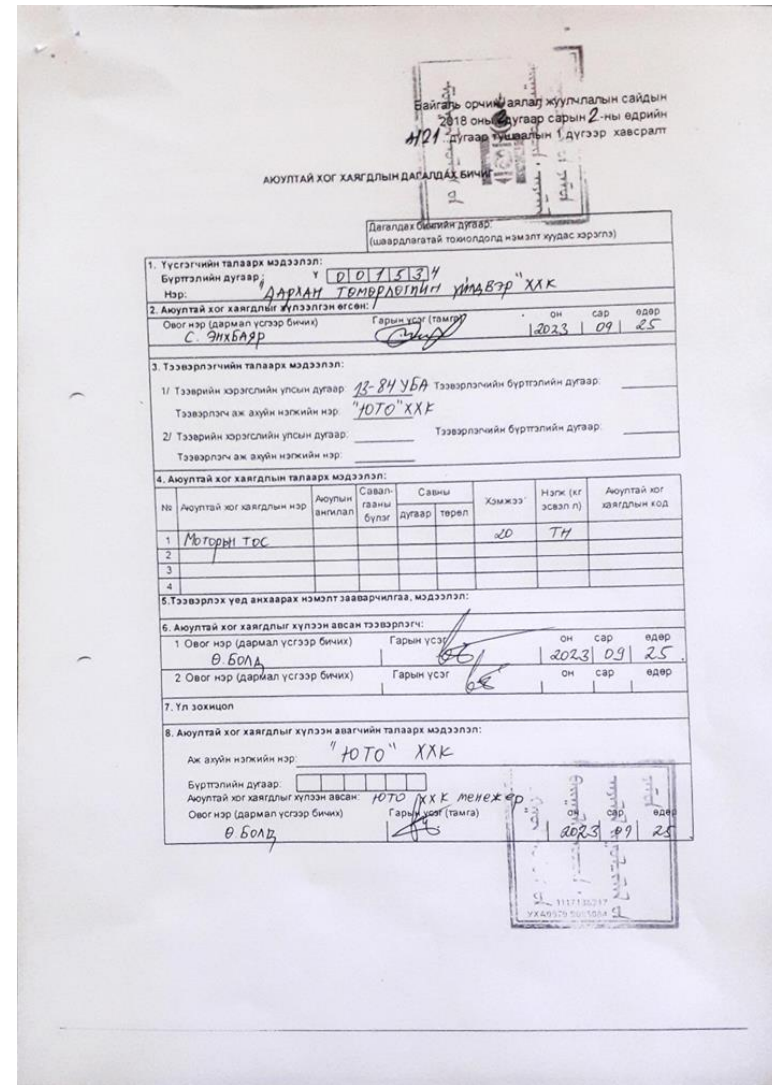 Байгаль орчин, аялал жуулчлалын сайдын
2018 оны 2 дугаар сарын 2-ны өдрийн
А/21 дугаар тушаалын 1 дүгээр хавсралт
АЮУЛТАЙ ХОГ ХАЯГДЛЫН ДАГАЛДАХ БИЧИГ
Дагалдах бичгийн дугаар:
(шаардлагатай тохиолдолд нэмэлт хуудас хэрэглэ)
1. Үүсгэгчийн талаарх мэдээлэл:
Бүртгэлийн дугаар: Ү 001534
Нэр: "ДАРХАН ТӨМӨРЛӨГИЙН ҮЙЛДВЭР" ХХК
2. Аюултай хог хаягдлыг хүлээлгэн өгсөн:
Овог нэр (дармал үсгээр бичих) Гарын үсэг (тамга) он сар өдөр
С. ЭНХБАЯР 2023 09 25
3. Тээвэрлэгчийн талаарх мэдээлэл:
1/ Тээврийн хэрэгслийн улсын дугаар: 13-84 УБА Тээвэрлэгчийн бүртгэлийн дугаар:
Тээвэрлэгч аж ахуйн нэгжийн нэр: "ЮТО" ХХК
2/ Тээврийн хэрэгслийн улсын дугаар: Тээвэрлэгчийн бүртгэлийн дугаар:
Тээвэрлэгч аж ахуйн нэгжийн нэр:
4. Аюултай хог хаягдлын талаарх мэдээлэл:
№ Аюултай хог хаягдлын нэр Аюулын ангилал Савалгааны бүлэг Савны дугаар төрөл Хэмжээ Нэгж (кг эсвэл л) Аюултай хог хаягдлын код
1 Моторын тос 20 ТН
2
3
4
5.Тээвэрлэх үед анхаарах нэмэлт зааварчилгаа, мэдээлэл:
6. Аюултай хог хаягдлыг хүлээн авсан тээвэрлэгч:
1 Овог нэр (дармал үсгээр бичих) Гарын үсэг он сар өдөр
Ө. БОЛД 2023 09 25
2 Овог нэр (дармал үсгээр бичих) Гарын үсэг он сар өдөр
7. Үл зохицол
8. Аюултай хог хаягдлыг хүлээн авагчийн талаарх мэдээлэл:
Аж ахуйн нэгжийн нэр: "ЮТО" ХХК
Бүртгэлийн дугаар:
Аюултай хог хаягдлыг хүлээн авсан: ЮТО ХХК менежер
Овог нэр (дармал үсгээр бичих) Гарын үсэг (тамга) он сар өдөр
Ө БОЛД 2023 09 25